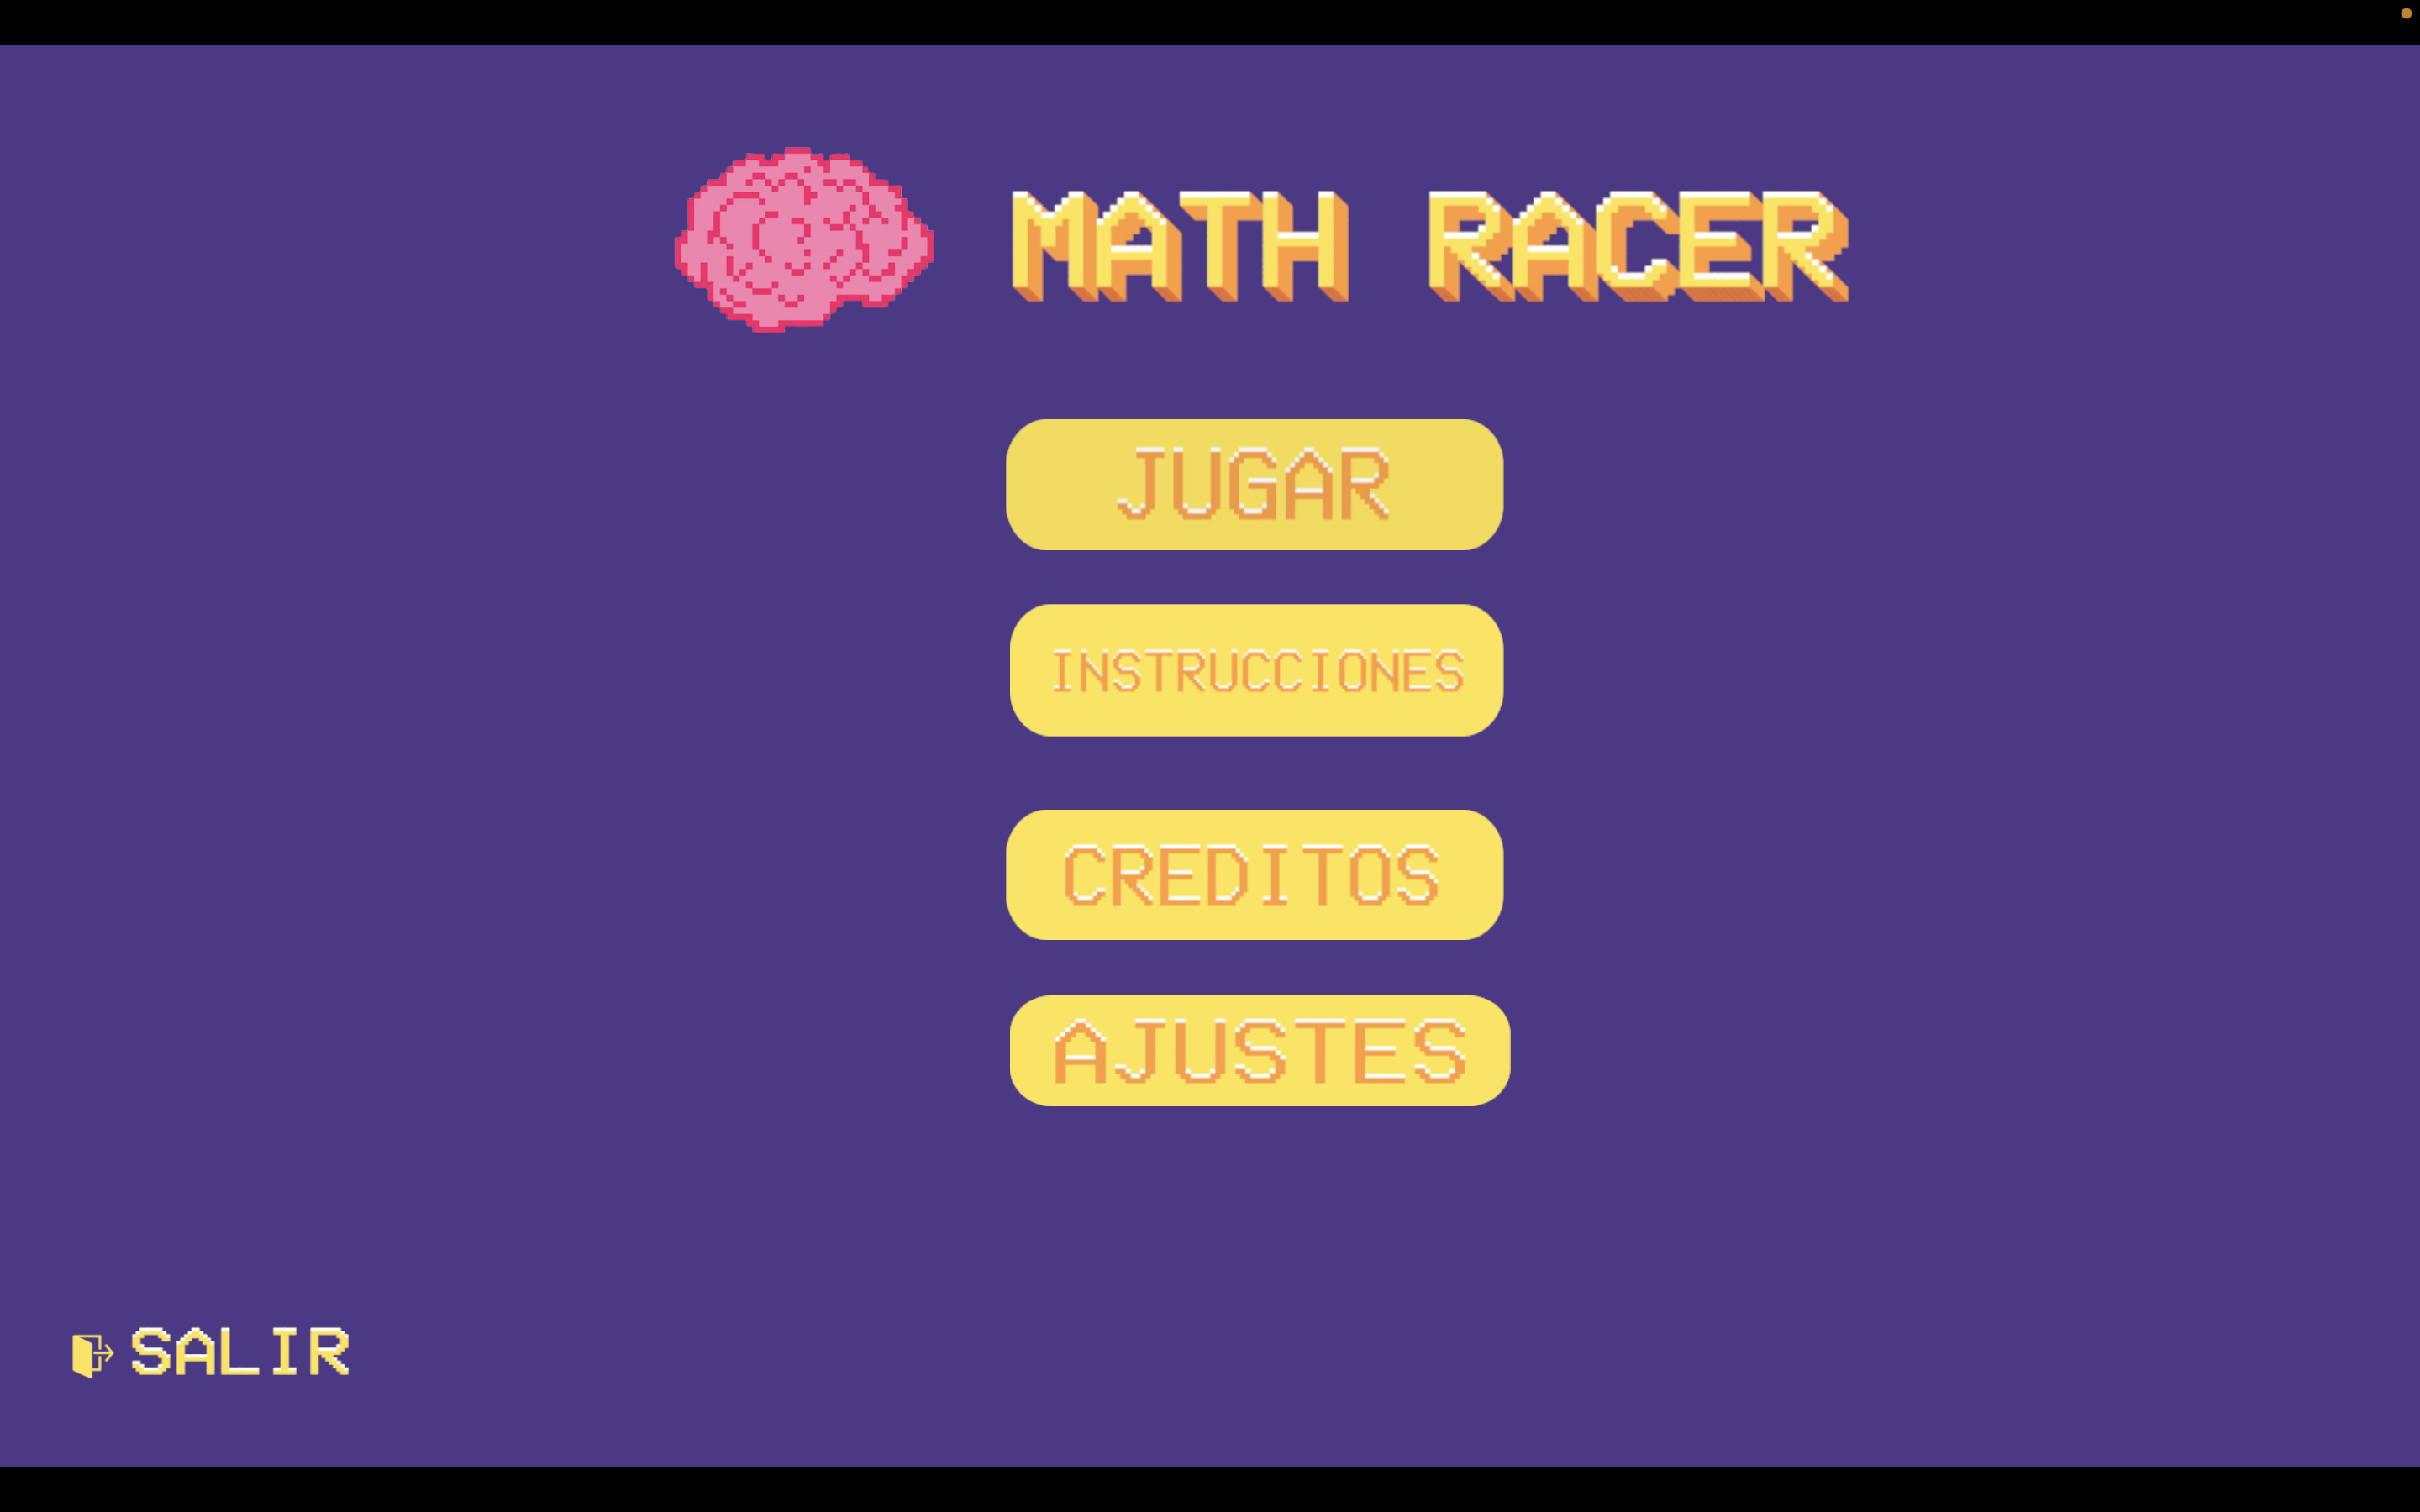 MATH RACER
JUGAR
INSTRUCCIONES
CREDITOS
AJUSTES
SALIR